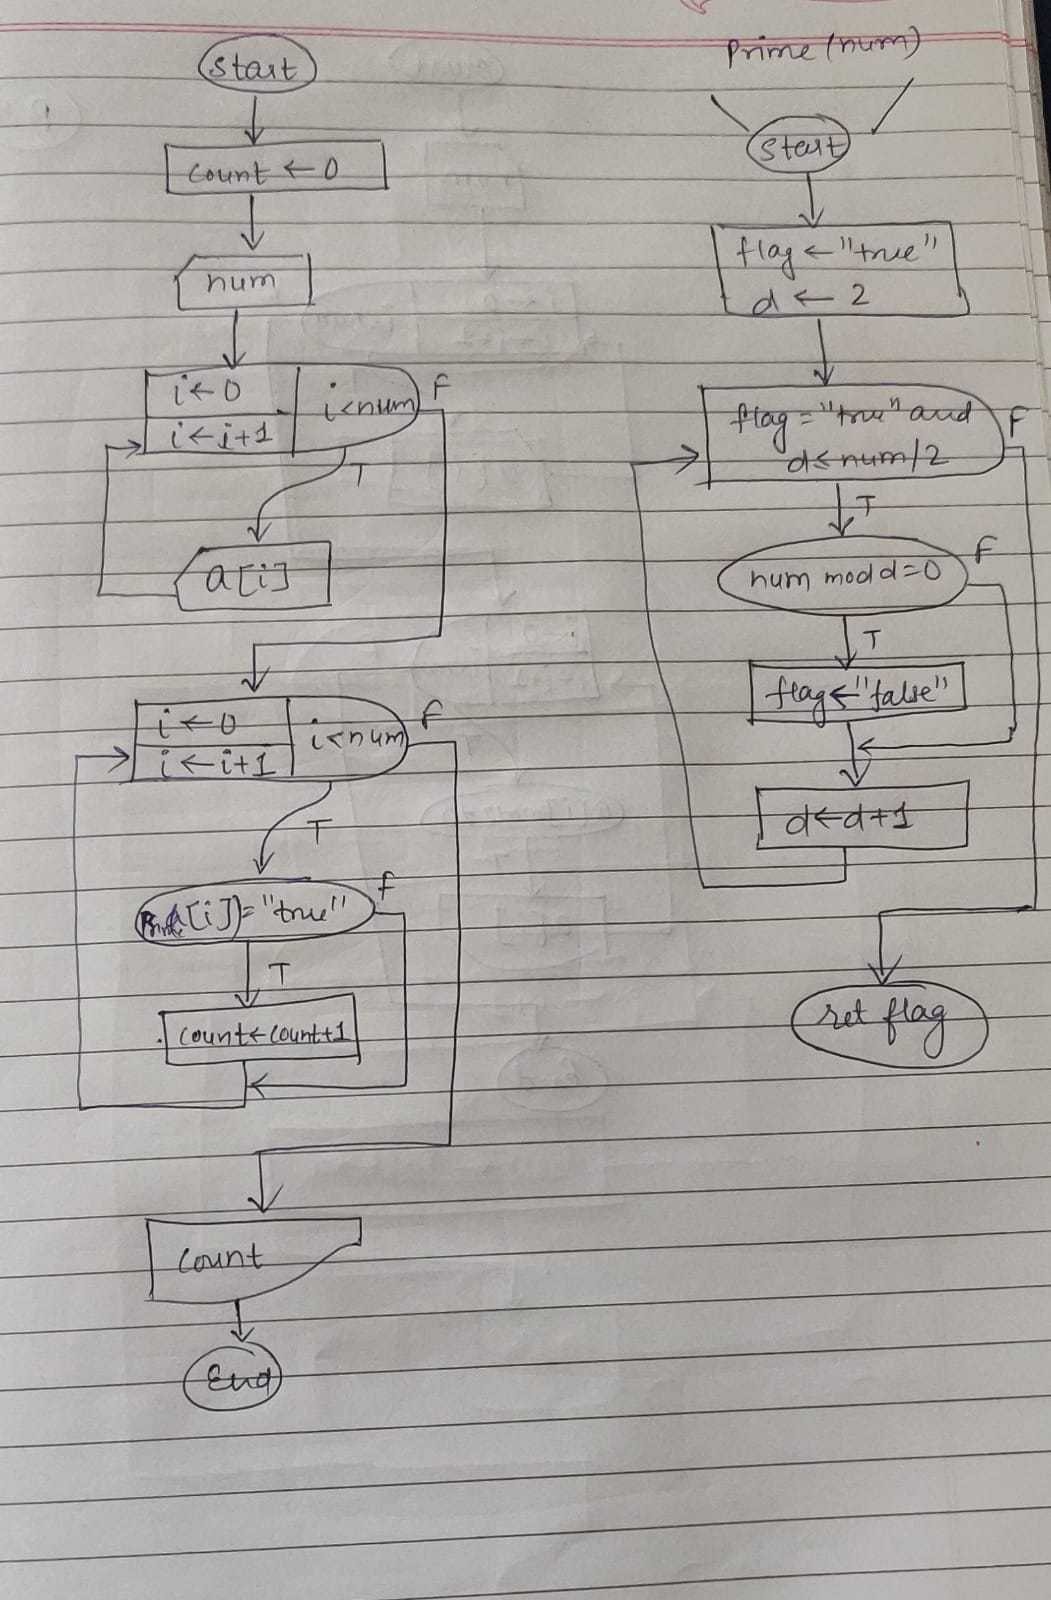 Start
count ← 0
num
i ← 0
i ← i+1
i<num
F
T
a[i]
i ← 0
i ← i+1
i<num
F
T
Prime(a[i])="true"
F
T
count ← count+1
count
End
Prime (num)
Start
flag ← "true"
d ← 2
flag = "true" and
d ≤ num/2
F
T
num mod d=0
F
T
flag ← "false"
d ← d+1
ret flag